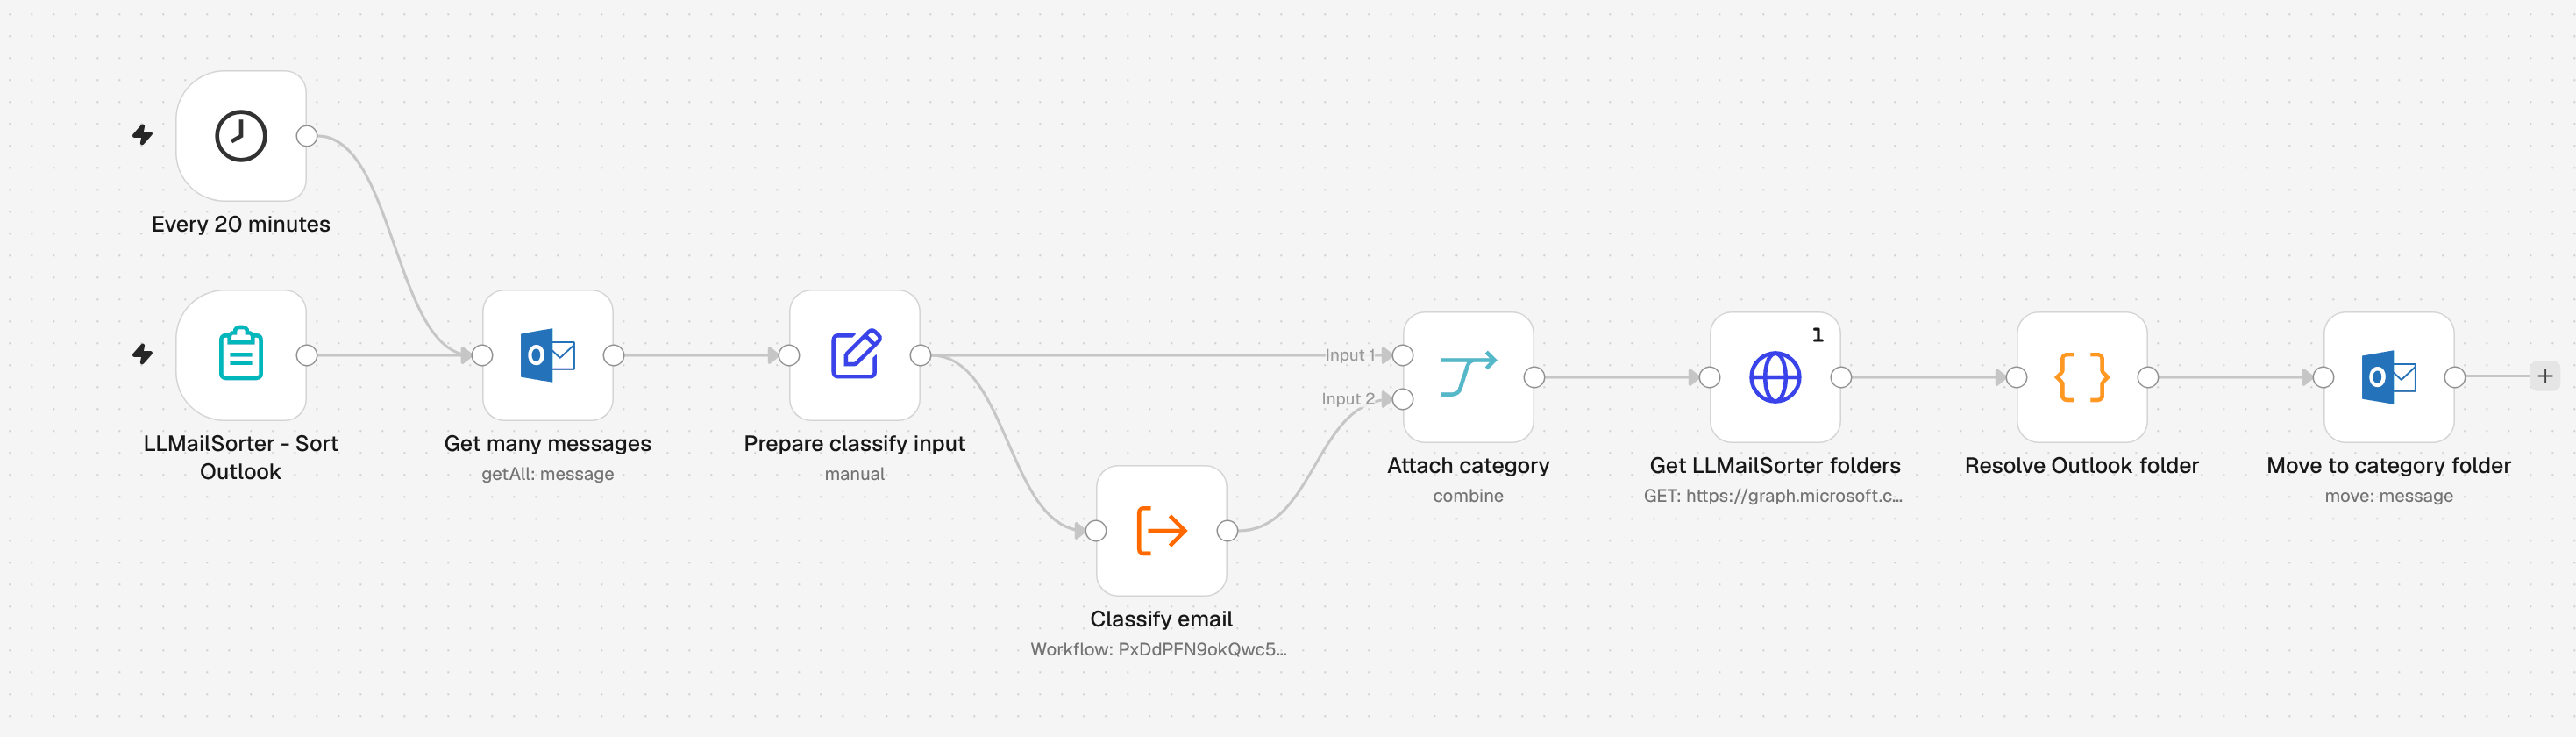 Every 20 minutes
LLMailSorter - Sort
Outlook
Get many messages
getAll: message
Prepare classify input
manual
Classify email
Workflow: PxDdPFN9okQwc5...
Input 1
Input 2
Attach category
combine
1
Get LLMailSorter folders
GET: https://graph.microsoft.c...
Resolve Outlook folder
Move to category folder
move: message